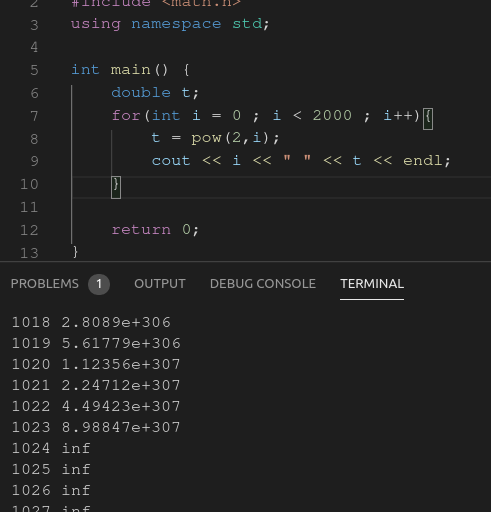 2 #include <math.h>
3 using namespace std;
4
5 int main() {
6 double t;
7 for(int i = 0 ; i < 2000 ; i++){
8 t = pow(2,i);
9 cout << i << " " << t << endl;
10 }
11
12 return 0;
13 }
PROBLEMS 1 OUTPUT DEBUG CONSOLE TERMINAL
1018 2.8089e+306
1019 5.61779e+306
1020 1.12356e+307
1021 2.24712e+307
1022 4.49423e+307
1023 8.98847e+307
1024 inf
1025 inf
1026 inf
1027 inf